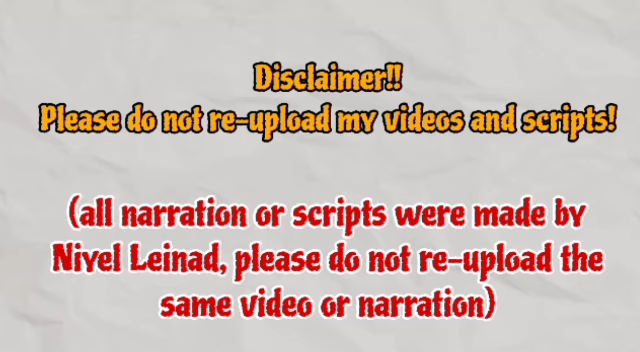 Disclaimer!!
Please do not re-upload my videos and scripts!
(all narration or scripts were made by
Nivel Leinad, please do not re-upload the
same video or narration)